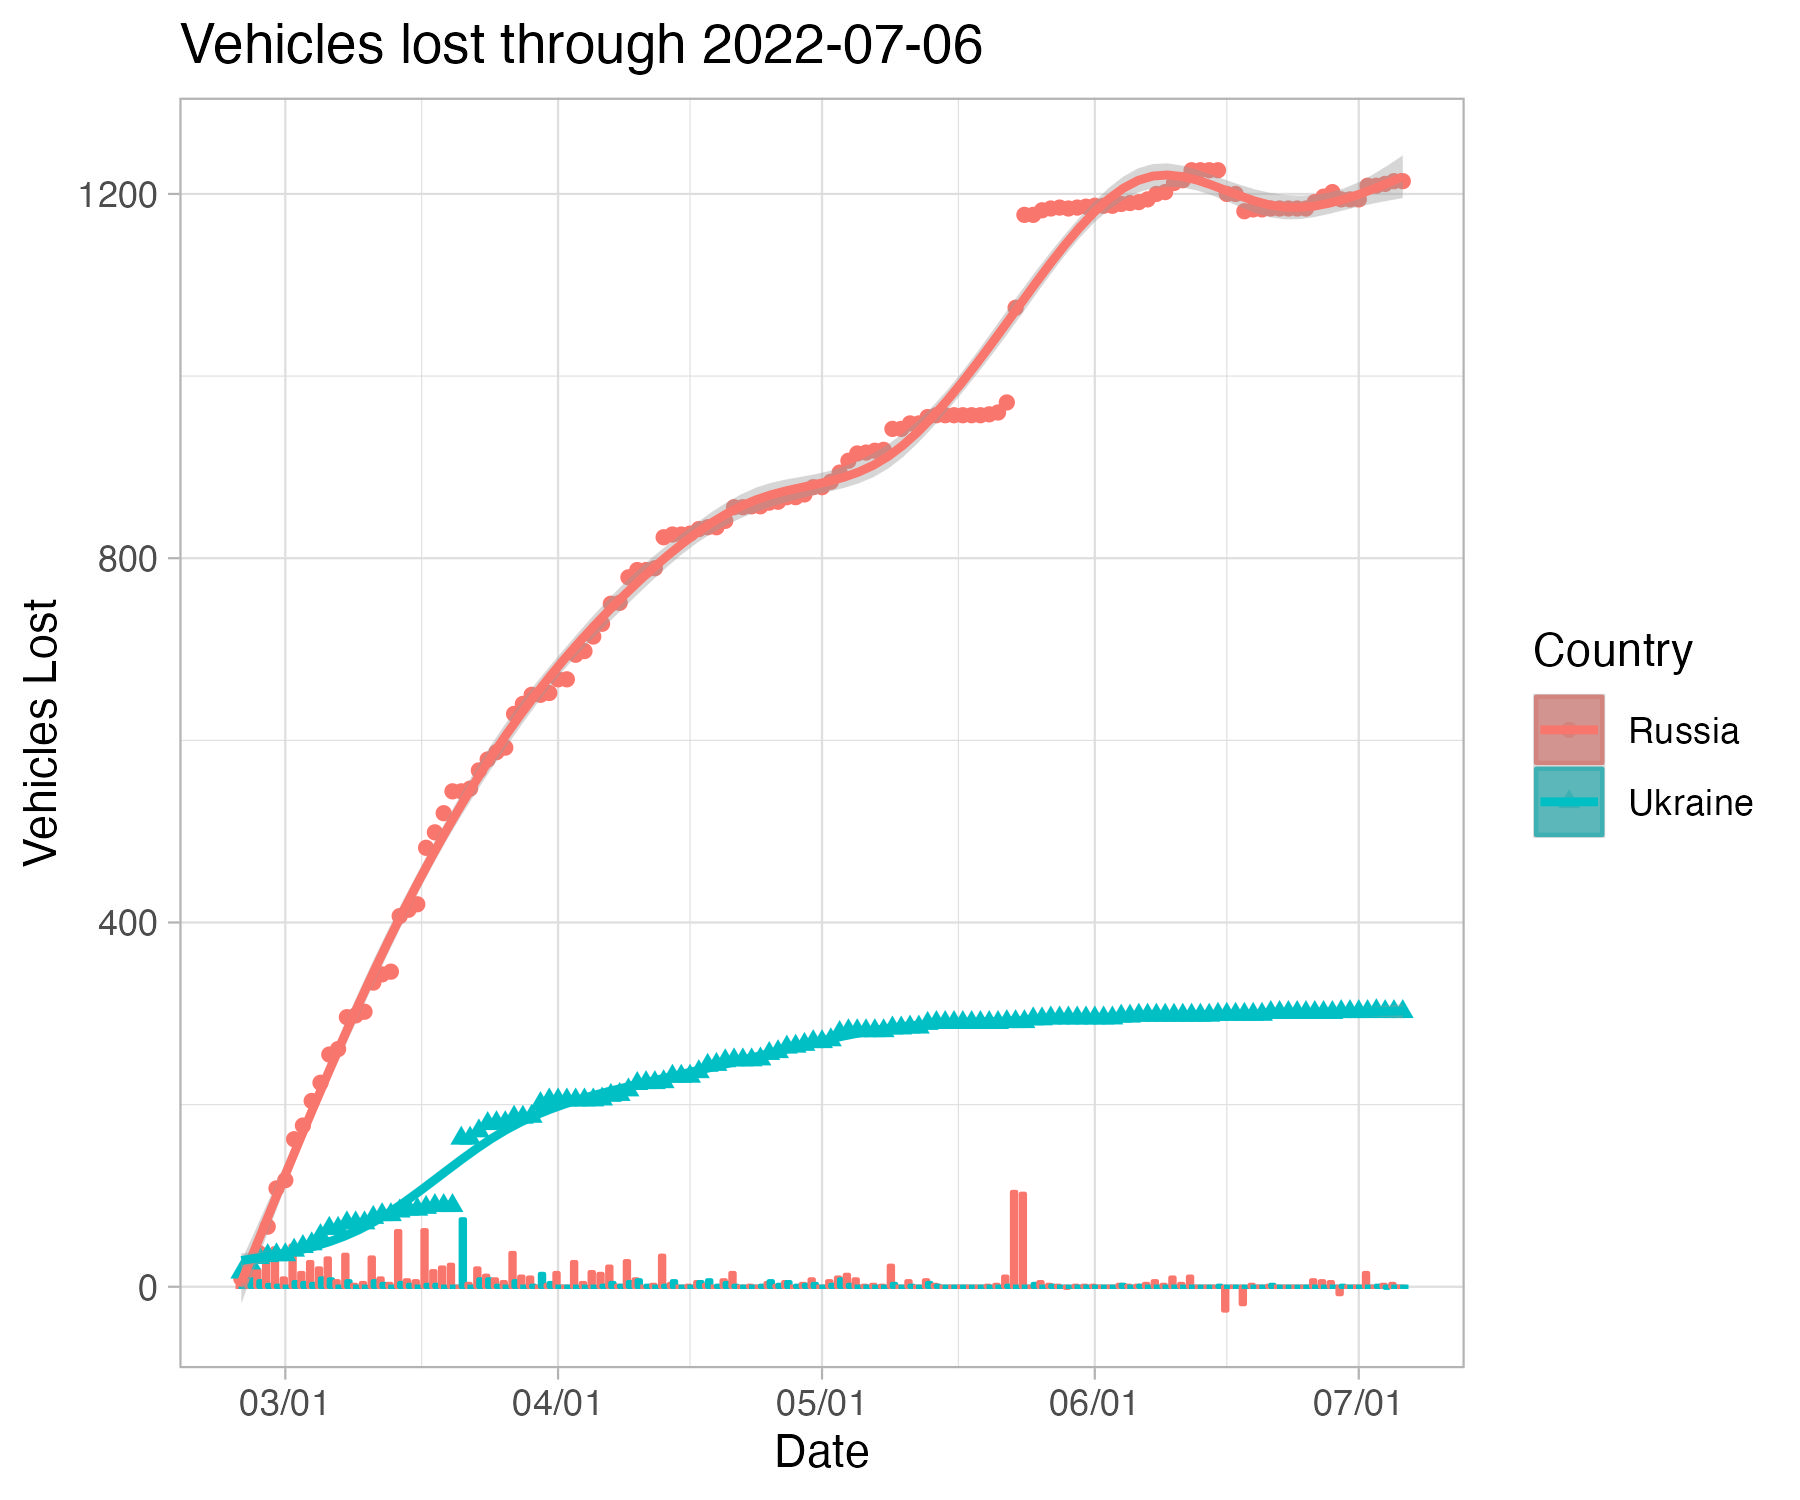 Vehicles lost through 2022-07-06
Vehicles Lost
1200
800
400
0
03/01
04/01
05/01
06/01
07/01
Date
Country
Russia
Ukraine